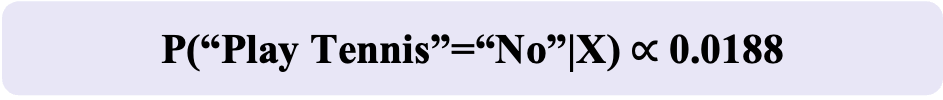 P(“Play Tennis”=“No”|X) ∝ 0.0188